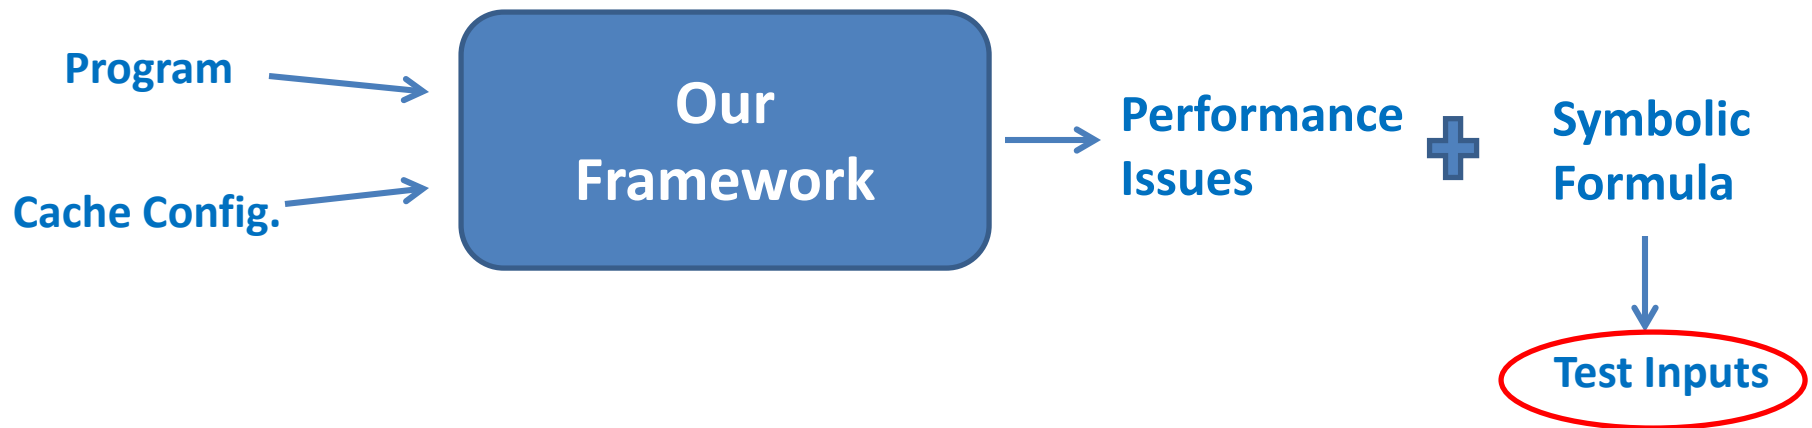 Program
Cache Config.
Our
Framework
Performance
Issues
Symbolic
Formula
Test Inputs